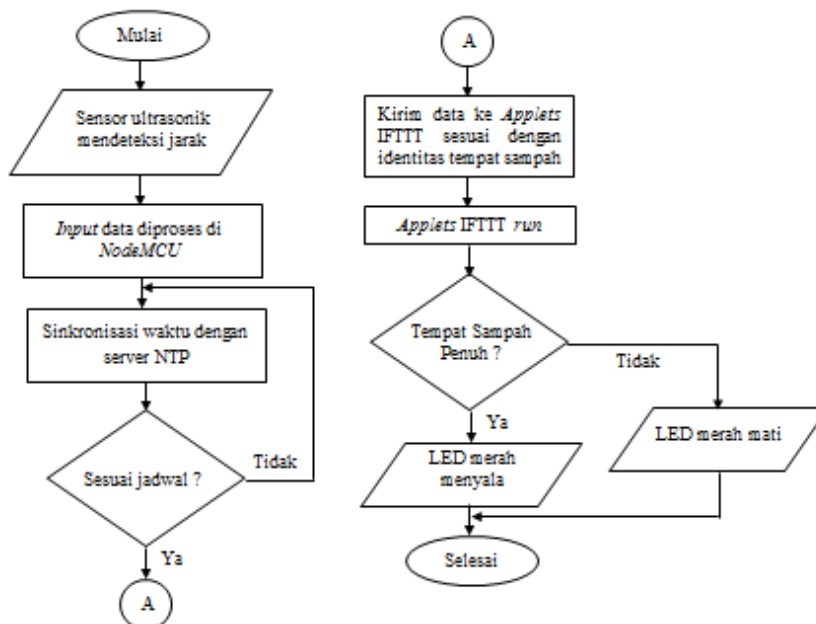 Mulai
Sensor ultrasonik
mendeteksi jarak
Input data diproses di
NodeMCU
Sinkronisasi waktu dengan
server NTP
Sesuai jadwal ?
Tidak
Ya
A
A
Kirim data ke Applets
IFTTT sesuai dengan
identitas tempat sampah
Applets IFTTT run
Tempat Sampah
Penuh ?
Tidak
Ya
LED merah mati
LED merah
menyala
Selesai